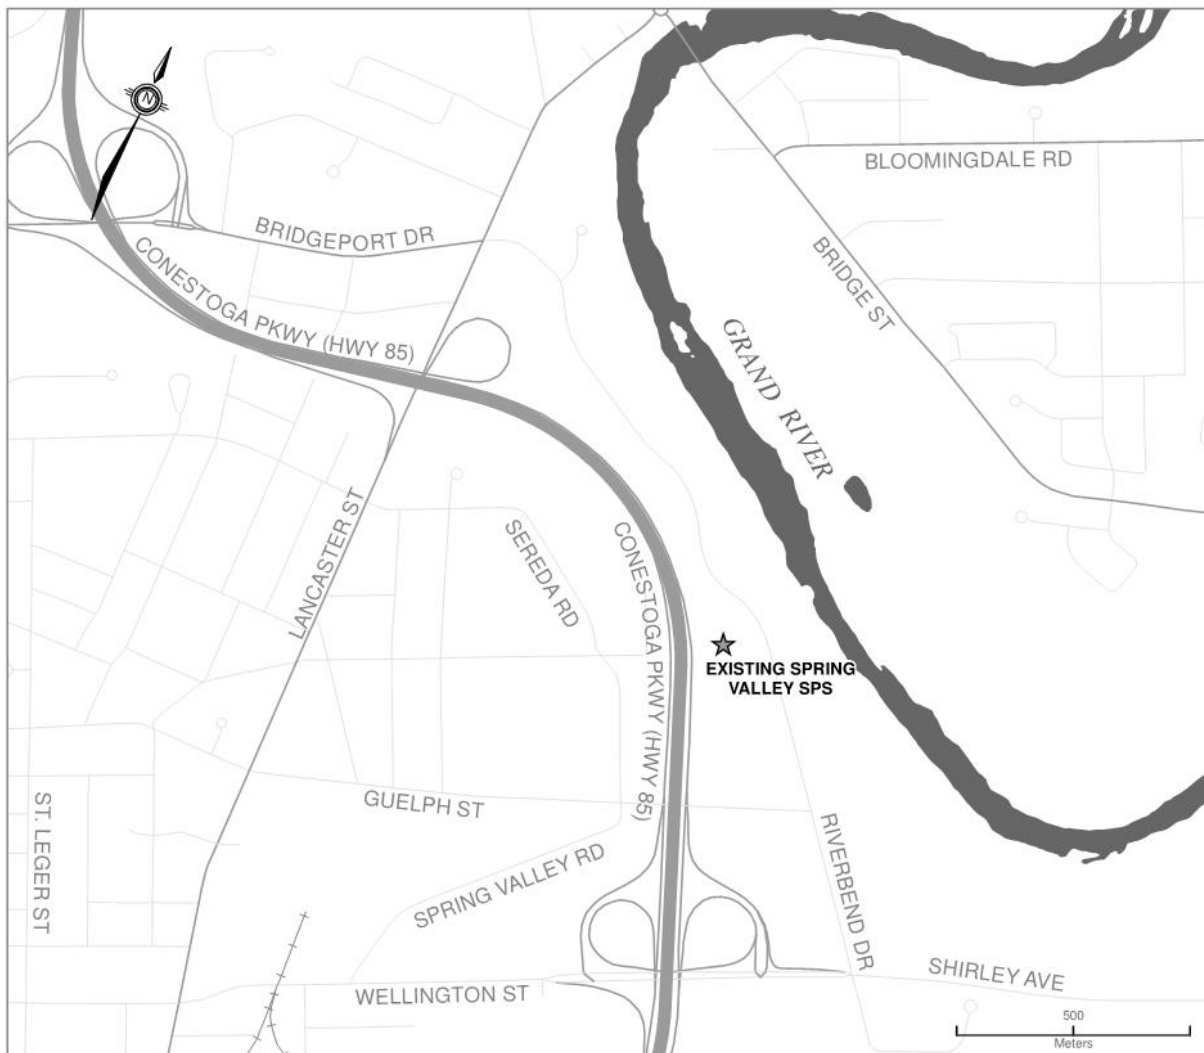 N
BLOOMINGDALE RD
BRIDGEPORT DR
CONESTOGA PKWY (HWY 85)
BRIDGE ST
GRAND RIVER
LANCASTER ST
SEREDA RD
CONESTOGA PKWY (HWY 85)
EXISTING SPRING
VALLEY SPS
GUELPH ST
ST. LEGER ST
SPRING VALLEY RD
RIVERBEND DR
WELLINGTON ST
SHIRLEY AVE
500
Meters